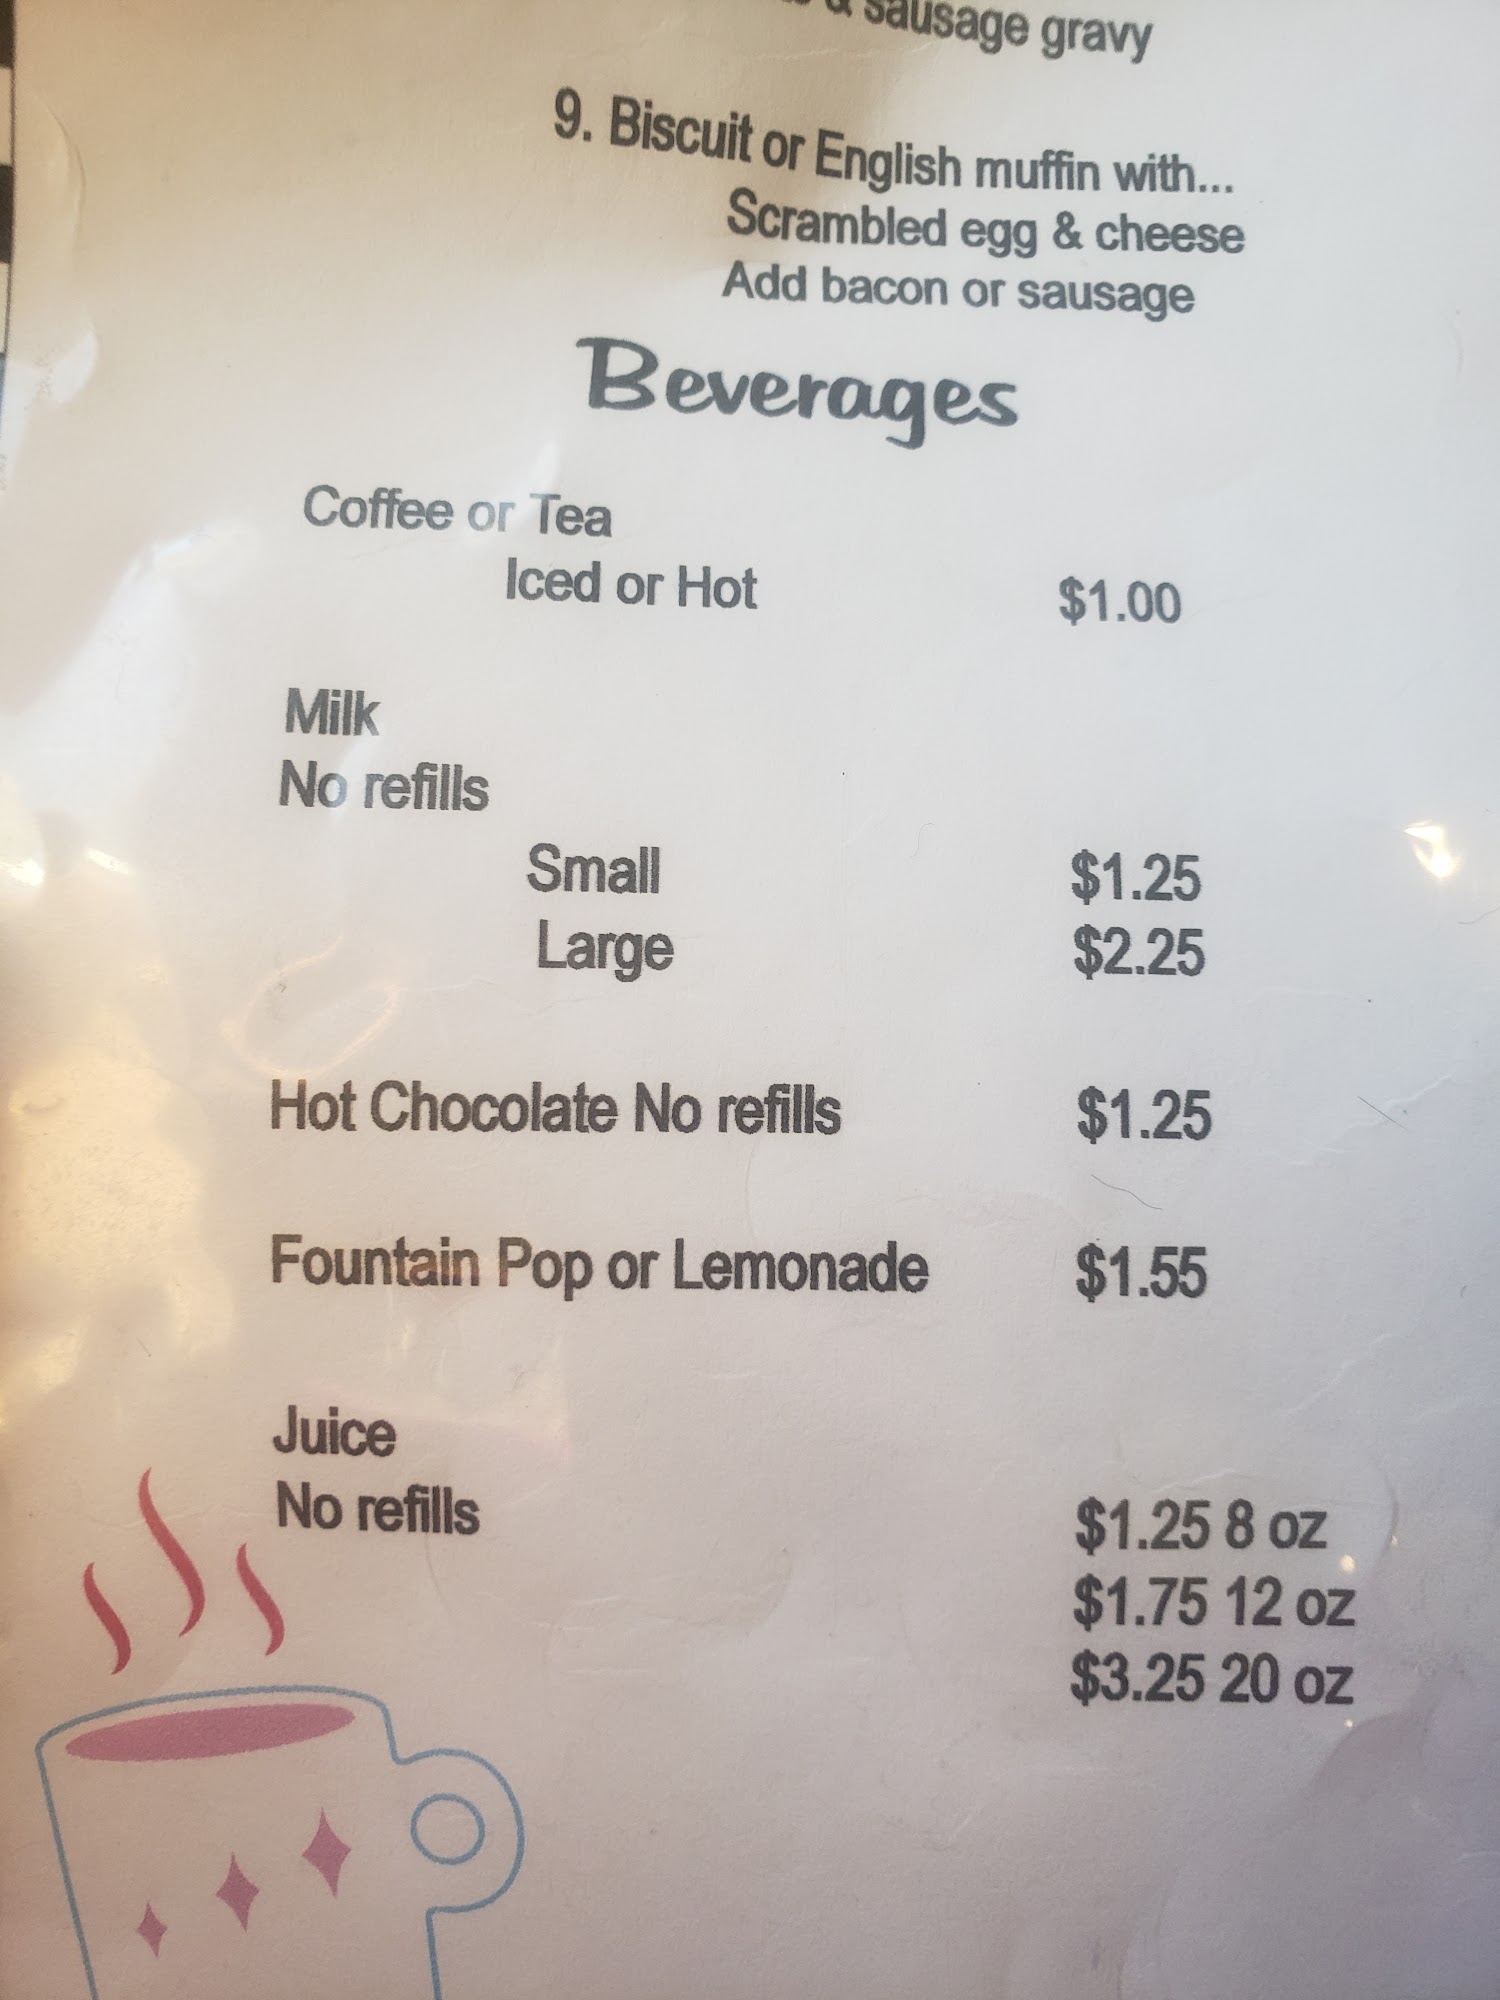 & sausage gravy
9. Biscuit or English muffin with...
Scrambled egg & cheese
Add bacon or sausage
Beverages
Coffee or Tea
Iced or Hot $1.00
Milk
No refills
Small $1.25
Large $2.25
Hot Chocolate No refills $1.25
Fountain Pop or Lemonade $1.55
Juice
No refills $1.25 8 oz
$1.75 12 oz
$3.25 20 oz